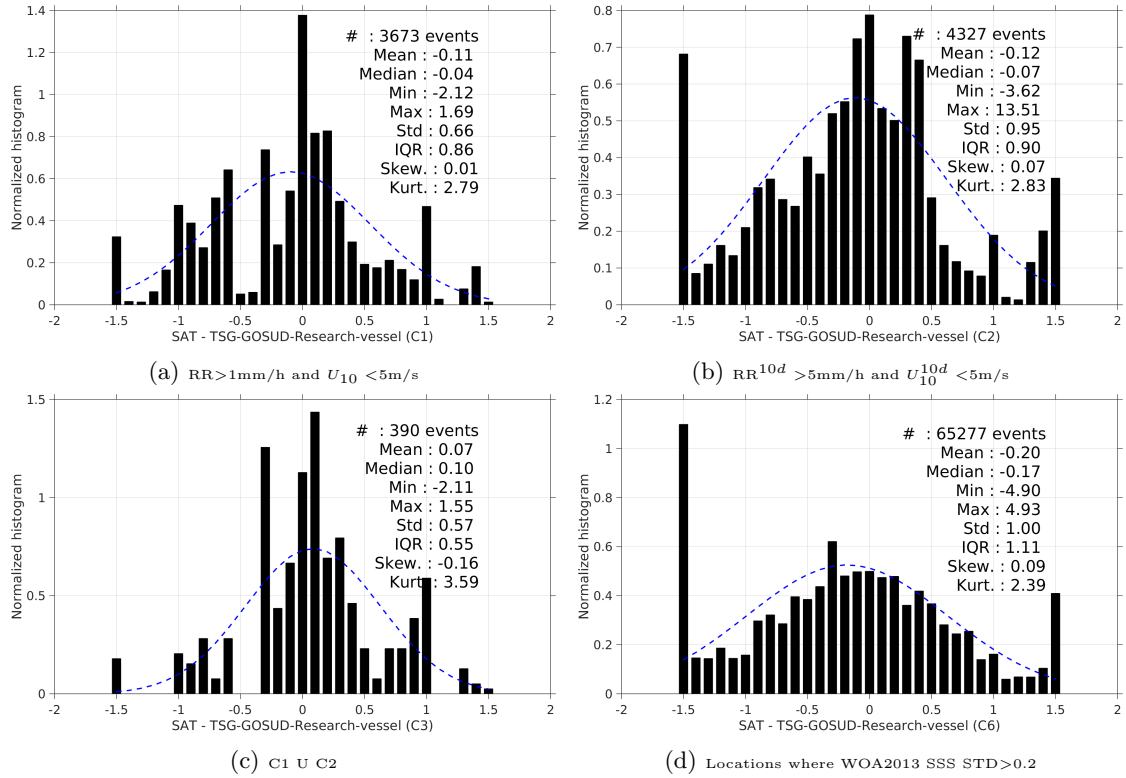 Normalized histogram
1.4
1.2
1
0.8
0.6
0.4
0.2
0
-2
-1.5
-1
-0.5
0
0.5
1
1.5
2
SAT - TSG-GOSUD-Research-vessel (C1)
# : 3673 events
Mean : -0.11
Median : -0.04
Min : -2.12
Max : 1.69
Std : 0.66
IQR : 0.86
Skew. : 0.01
Kurt. : 2.79
(a) RR>1mm/h and U10 <5m/s
Normalized histogram
0.8
0.7
0.6
0.5
0.4
0.3
0.2
0.1
0
-2
-1.5
-1
-0.5
0
0.5
1
1.5
2
SAT - TSG-GOSUD-Research-vessel (C2)
# : 4327 events
Mean : -0.12
Median : -0.07
Min : -3.62
Max : 13.51
Std : 0.95
IQR : 0.90
Skew. : 0.07
Kurt. : 2.83
(b) RR10d >5mm/h and U10d10 <5m/s
Normalized histogram
1.5
1
0.5
0
-2
-1.5
-1
-0.5
0
0.5
1
1.5
2
SAT - TSG-GOSUD-Research-vessel (C3)
# : 390 events
Mean : 0.07
Median : 0.10
Min : -2.11
Max : 1.55
Std : 0.57
IQR : 0.55
Skew. : -0.16
Kurt. : 3.59
(c) C1 U C2
Normalized histogram
1.2
1
0.8
0.6
0.4
0.2
0
-2
-1.5
-1
-0.5
0
0.5
1
1.5
2
SAT - TSG-GOSUD-Research-vessel (C6)
# : 65277 events
Mean : -0.20
Median : -0.17
Min : -4.90
Max : 4.93
Std : 1.00
IQR : 1.11
Skew. : 0.09
Kurt. : 2.39
(d) Locations where WOA2013 SSS STD>0.2